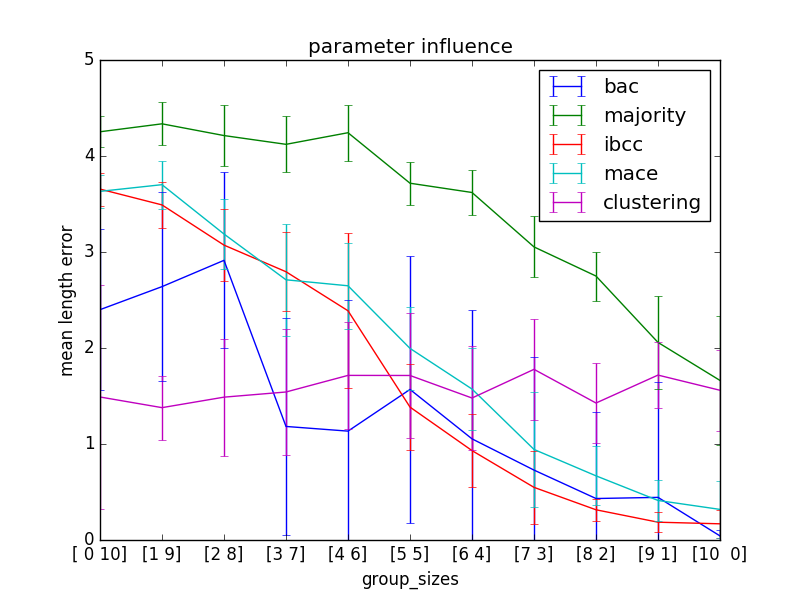 parameter influence
5
4
3
2
1
0
mean length error
bac
majority
ibcc
mace
clustering
[ 0 10] [1 9] [2 8] [3 7] [4 6] [5 5] [6 4] [7 3] [8 2] [9 1] [10  0]
group_sizes